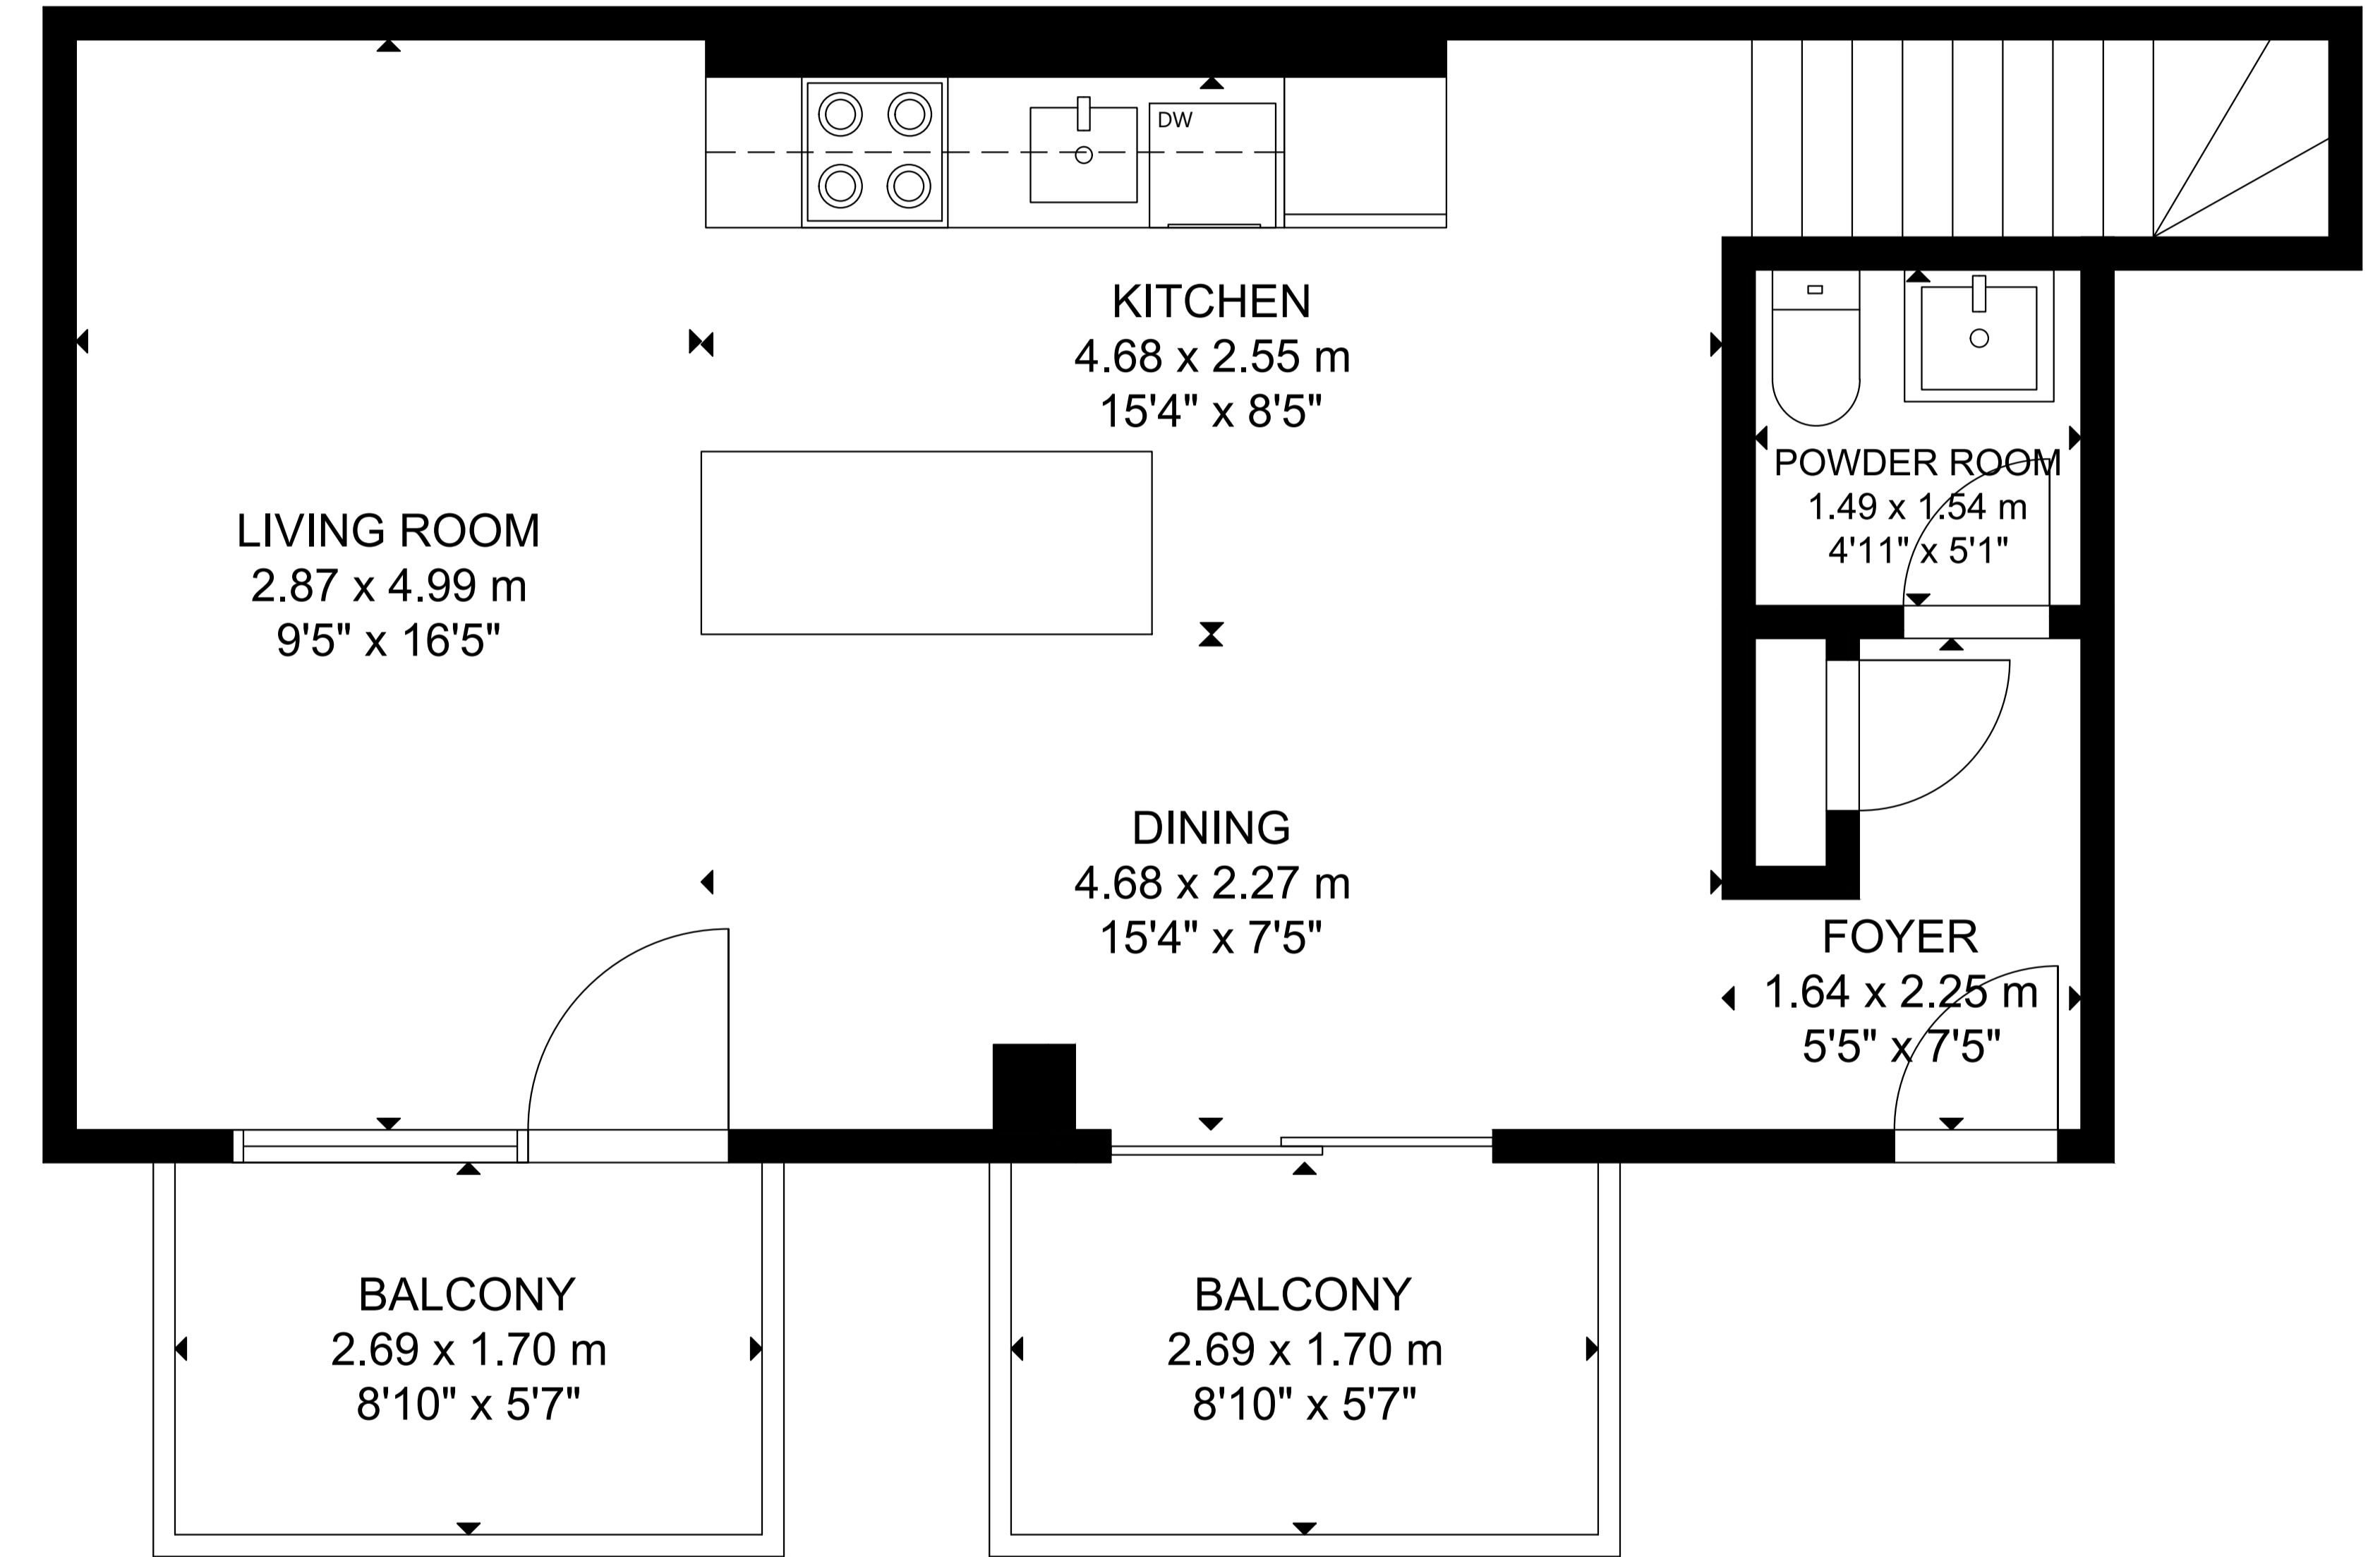 DW
KITCHEN
4.68 x 2.55 m
15'4" x 8'5"
LIVING ROOM
2.87 x 4.99 m
9'5" x 16'5"
POWDER ROOM
1.49 x 1.54 m
4'11" x 5'1"
DINING
4.68 x 2.27 m
15'4" x 7'5"
FOYER
1.64 x 2.25 m
5'5" x 7'5"
BALCONY
2.69 x 1.70 m
8'10" x 5'7"
BALCONY
2.69 x 1.70 m
8'10" x 5'7"